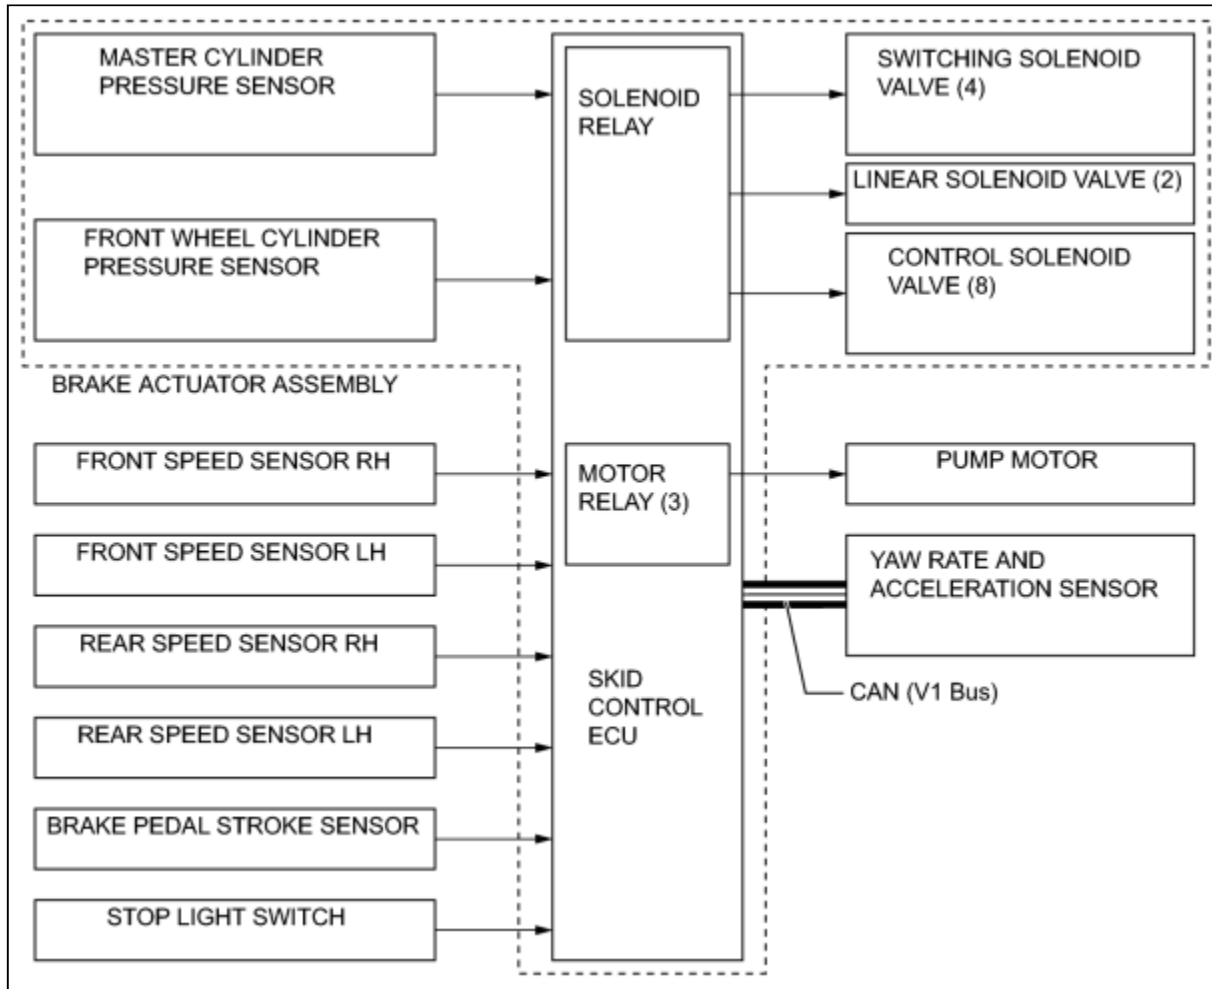 MASTER CYLINDER
PRESSURE SENSOR
SOLENOID
RELAY
SWITCHING SOLENOID
VALVE (4)
LINEAR SOLENOID VALVE (2)
FRONT WHEEL CYLINDER
PRESSURE SENSOR
CONTROL SOLENOID
VALVE (8)
BRAKE ACTUATOR ASSEMBLY
FRONT SPEED SENSOR RH
MOTOR
RELAY (3)
PUMP MOTOR
FRONT SPEED SENSOR LH
YAW RATE AND
ACCELERATION SENSOR
REAR SPEED SENSOR RH
SKID
CONTROL
ECU
CAN (V1 Bus)
REAR SPEED SENSOR LH
BRAKE PEDAL STROKE SENSOR
STOP LIGHT SWITCH